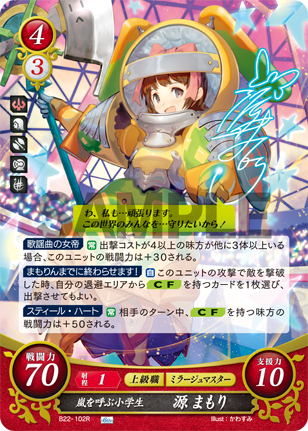 4
3
わ、私も…頑張ります。
この世界のみんなを…守りたいから！
歌謡曲の女帝 常 出撃コストが4以上の味方が他に3体以上いる
場合、このユニットの戦闘力は＋30される。
まもりんまでに終わらせます！ 自 このユニットの攻撃で敵を撃破
した時、自分の退避エリアから C F を持つカードを1枚選び、
出撃させてもよい。
スティール・ハート 常 相手のターン中、C F を持つ味方の
戦闘力は＋50される。
戦闘力
70
射程 1 上級職 ミラージュマスター
支援力
10
嵐を呼ぶ小学生 源 まもり
B22-102R Illust：かわすみ